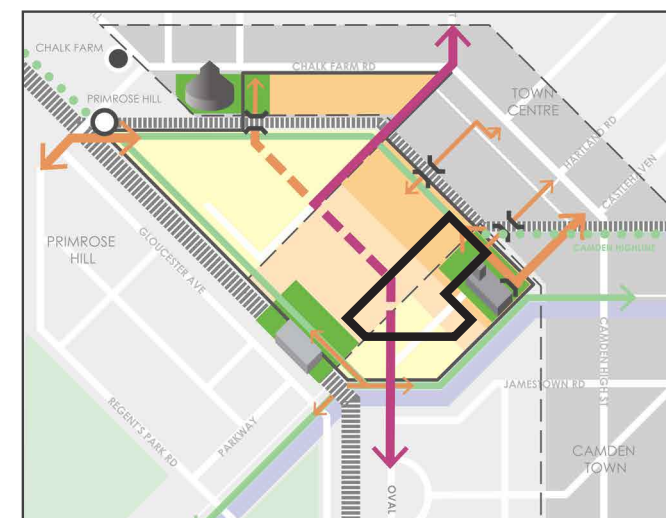 CHALK FARM
CHALK FARM RD
TOWN
CENTRE
PRIMROSE HILL
HARTLAND RD
CASTLEHAVEN
PRIMROSE
HILL
GLOUCESTER AVE
CAMDEN HIGHLINE
CAMDEN HIGH ST
JAMESTOWN RD
REGENT'S PARK RD
PARKWAY
CAMDEN
TOWN
OVAL